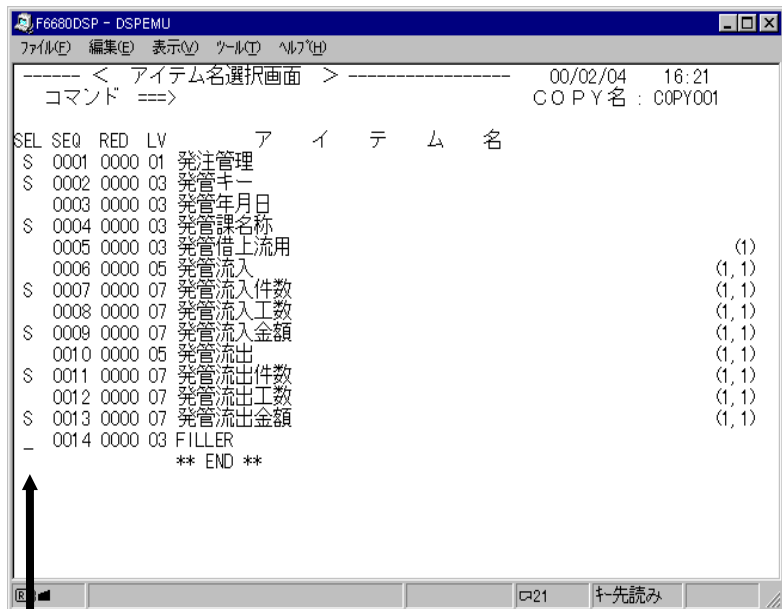 F6680DSP - DSPEMU
ファイル(F) 編集(E) 表示(V) ツール(T) ヘルプ(H)
------ < アイテム名選択画面 > ----------------- 00/02/04 16:21
コマンド ===> ＣＯＰＹ名 : COPY001
SEL SEQ RED LV ア イ テ ム 名
S 0001 0000 01 発注管理
S 0002 0000 03 発管キー
0003 0000 03 発管年月日
S 0004 0000 03 発管課名称
0005 0000 03 発管借上流用 (1)
0006 0000 05 発管流入 (1, 1)
S 0007 0000 07 発管流入件数 (1, 1)
0008 0000 07 発管流入工数 (1, 1)
S 0009 0000 07 発管流入金額 (1, 1)
0010 0000 05 発管流出 (1, 1)
S 0011 0000 07 発管流出件数 (1, 1)
0012 0000 07 発管流出工数 (1, 1)
S 0013 0000 07 発管流出金額 (1, 1)
_ 0014 0000 03 FILLER
** END **
21 キー先読み